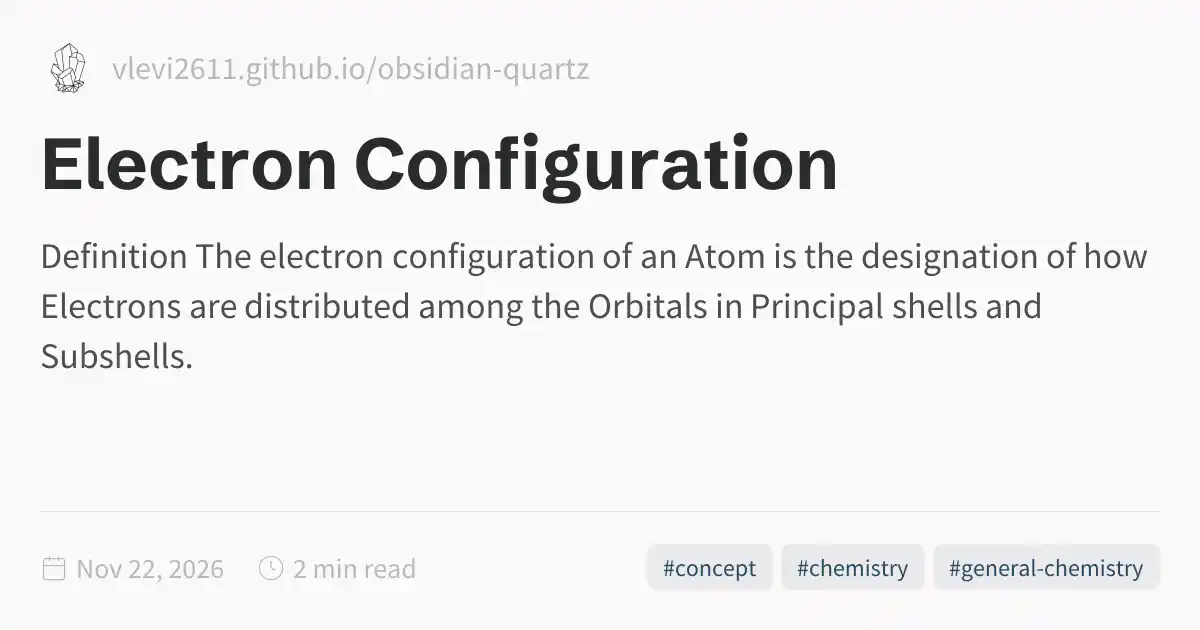 vlevi2611.github.io/obsidian-quartz
Electron Configuration
Definition The electron configuration of an Atom is the designation of how
Electrons are distributed among the Orbitals in Principal shells and
Subshells.
Nov 22, 2026 2 min read #concept #chemistry #general-chemistry